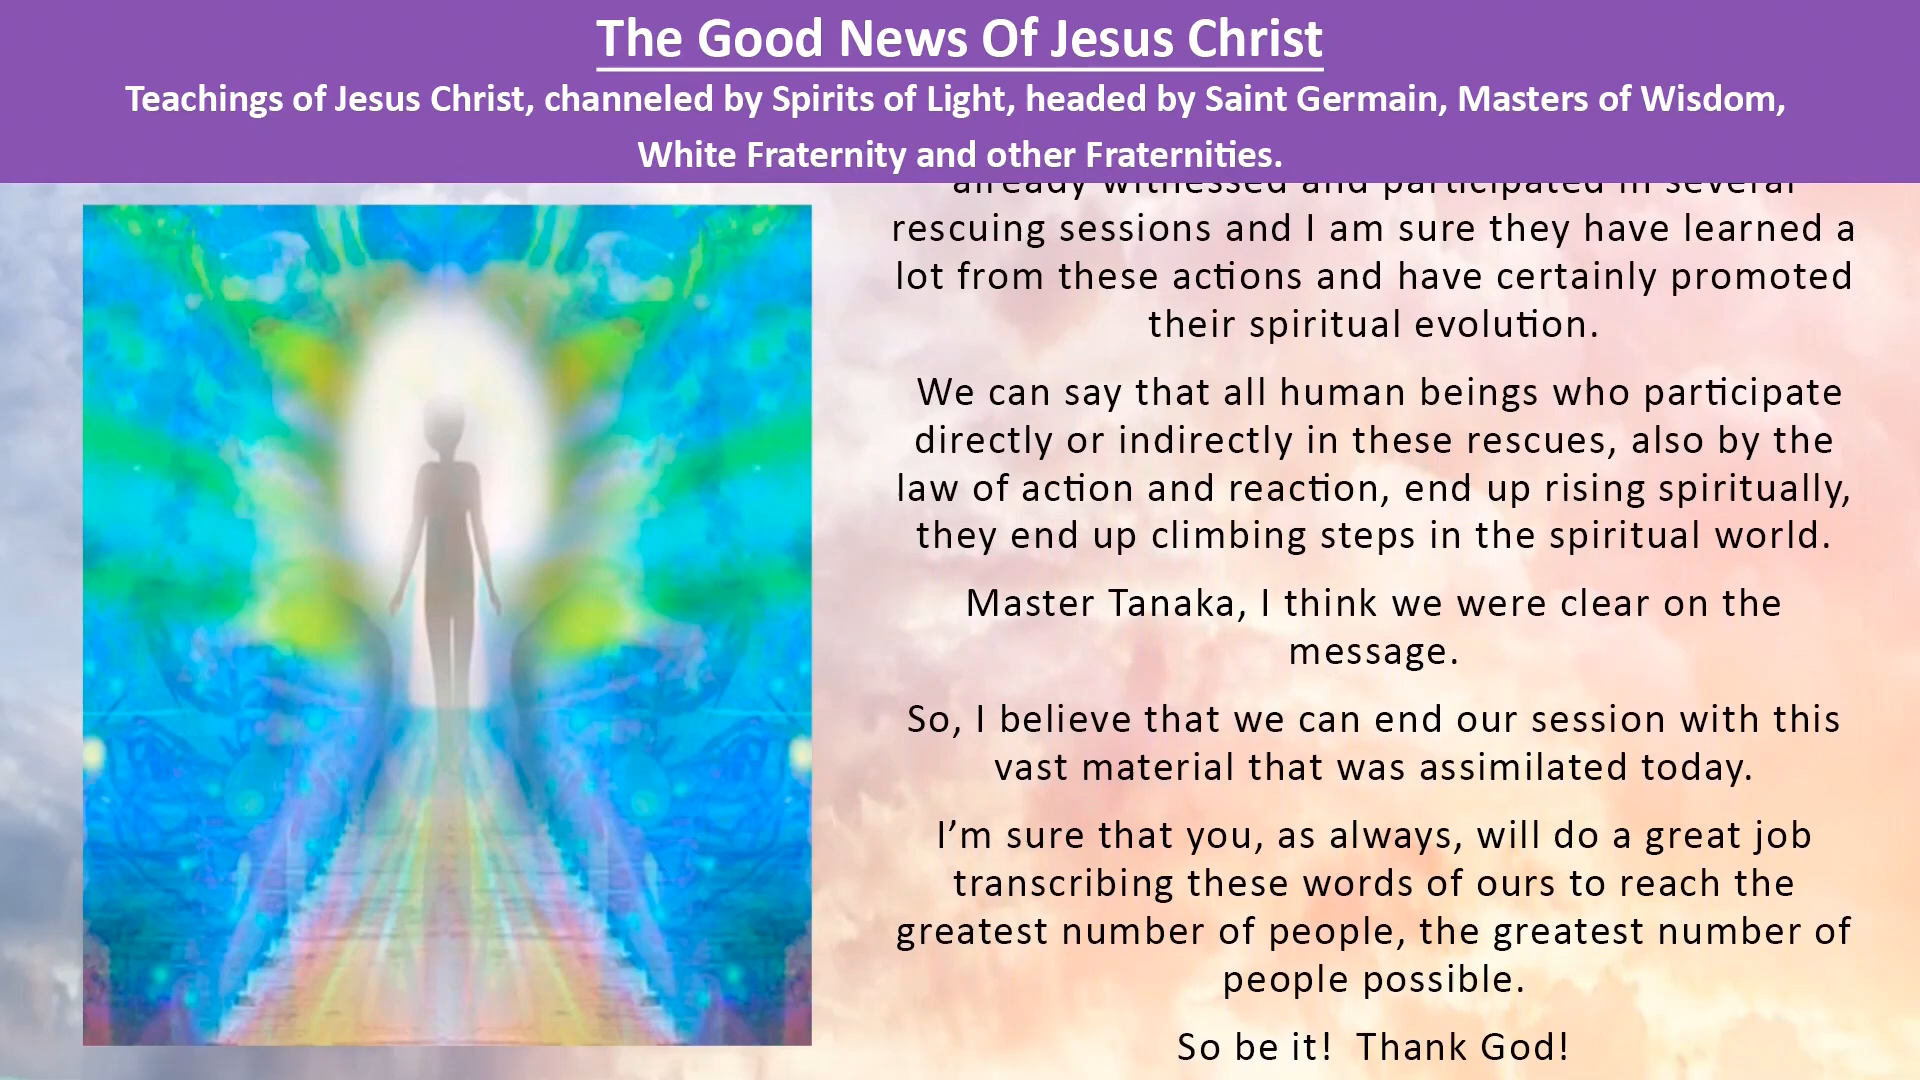 The Good News Of Jesus Christ
Teachings of Jesus Christ, channeled by Spirits of Light, headed by Saint Germain, Masters of Wisdom,
White Fraternity and other Fraternities.
already witnessed and participated in several
rescuing sessions and I am sure they have learned a
lot from these actions and have certainly promoted
their spiritual evolution.
We can say that all human beings who participate
directly or indirectly in these rescues, also by the
law of action and reaction, end up rising spiritually,
they end up climbing steps in the spiritual world.
Master Tanaka, I think we were clear on the
message.
So, I believe that we can end our session with this
vast material that was assimilated today.
I’m sure that you, as always, will do a great job
transcribing these words of ours to reach the
greatest number of people, the greatest number of
people possible.
So be it!  Thank God!